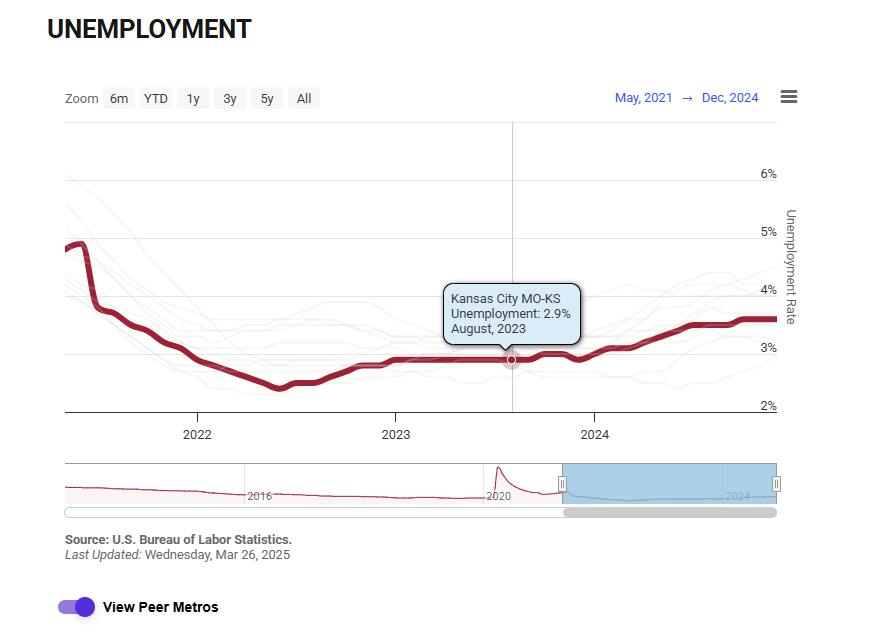 UNEMPLOYMENT
Zoom 6m YTD 1y 3y 5y All
May, 2021 → Dec, 2024
6%
5%
4%
3%
2%
Unemployment Rate
Kansas City MO-KS
Unemployment: 2.9%
August, 2023
2022 2023 2024
2016 2020 2024
Source: U.S. Bureau of Labor Statistics.
Last Updated: Wednesday, Mar 26, 2025
View Peer Metros